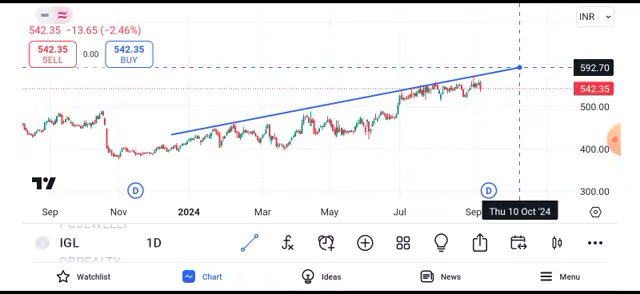 INR
542.35 −13.65 (−2.46%)
542.35 SELL 0.00 542.35 BUY
592.70
542.35
500.00
400.00
300.00
D D
Sep Nov 2024 Mar May Jul Sep Thu 10 Oct '24
IGL 1D
DBREALTY
Watchlist Chart Ideas News Menu